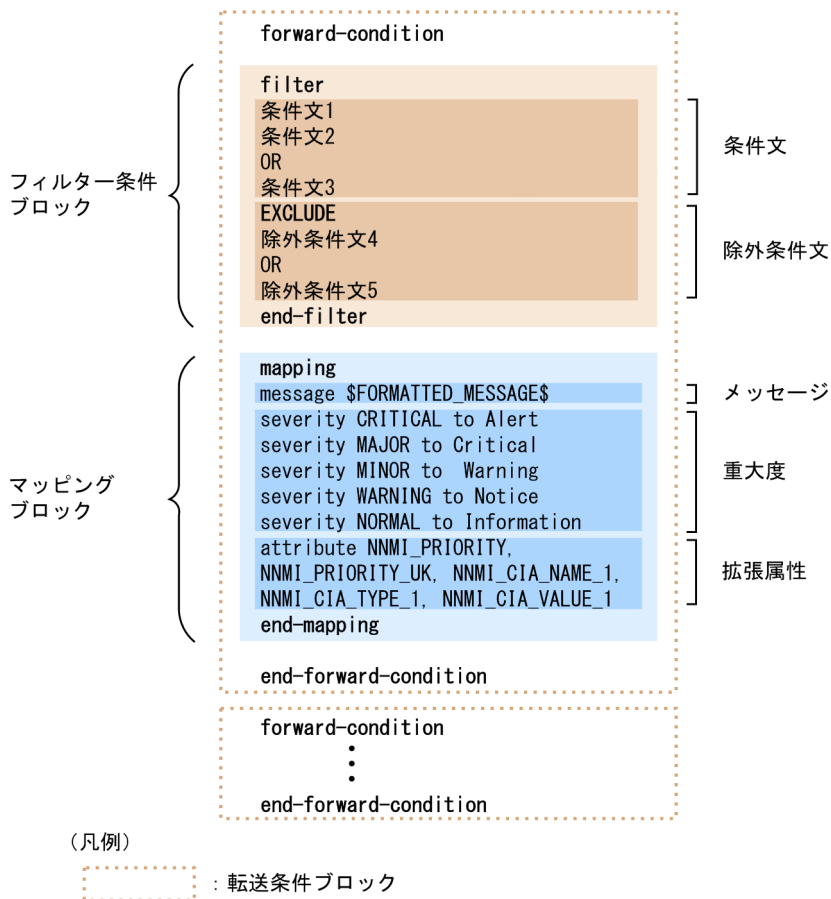 forward-condition
filter
条件文1
条件文2
OR
条件文3
条件文
フィルター条件
ブロック
EXCLUDE
除外条件文4
OR
除外条件文5
除外条件文
end-filter
mapping
message $FORMATTED_MESSAGE$
メッセージ
severity CRITICAL to Alert
severity MAJOR to Critical
severity MINOR to  Warning
severity WARNING to Notice
severity NORMAL to Information
重大度
マッピング
ブロック
attribute NNMI_PRIORITY,
NNMI_PRIORITY_UK, NNMI_CIA_NAME_1,
NNMI_CIA_TYPE_1, NNMI_CIA_VALUE_1
拡張属性
end-mapping
end-forward-condition
forward-condition
•
•
•
end-forward-condition
（凡例）
：転送条件ブロック